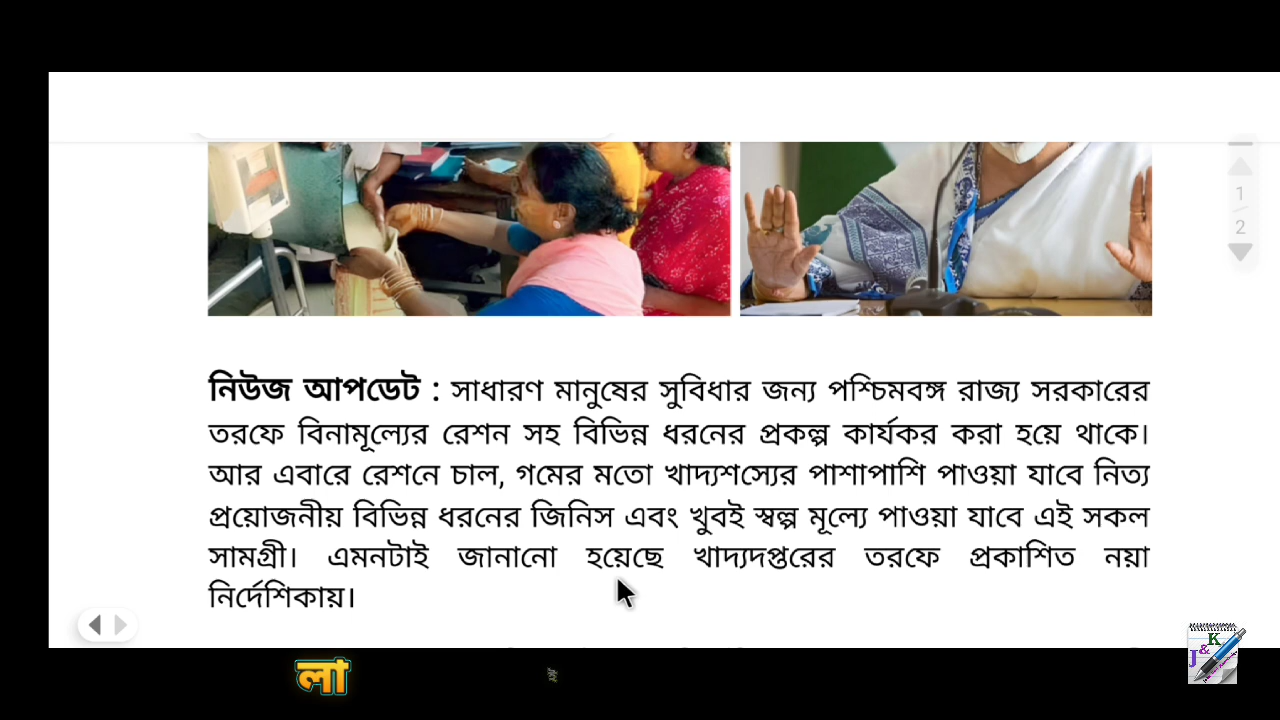 1
2
নিউজ আপডেট : সাধারণ মানুষের সুবিধার জন্য পশ্চিমবঙ্গ রাজ্য সরকারের
তরফে বিনামূল্যের রেশন সহ বিভিন্ন ধরনের প্রকল্প কার্যকর করা হয়ে থাকে।
আর এবারে রেশনে চাল, গমের মতো খাদ্যশস্যের পাশাপাশি পাওয়া যাবে নিত্য
প্রয়োজনীয় বিভিন্ন ধরনের জিনিস এবং খুবই স্বল্প মূল্যে পাওয়া যাবে এই সকল
সামগ্রী। এমনটাই জানানো হয়েছে খাদ্যদপ্তরের তরফে প্রকাশিত নয়া
নির্দেশিকায়।
লা
J&K